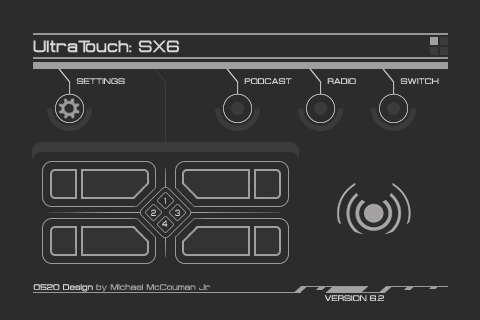 UltraTouch: SX6
SETTINGS PODCAST RADIO SWITCH
1
2 3
4
0520 Design by Michael McCouman Jr
VERSION 6.2